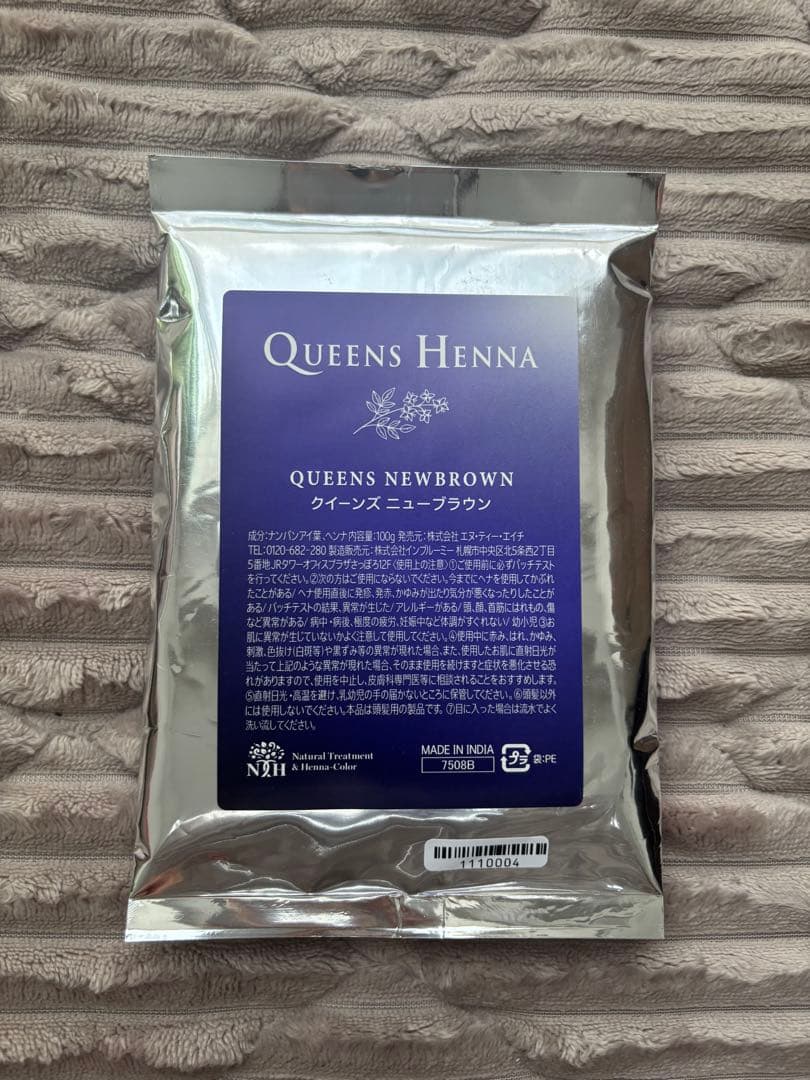 QUEENS HENNA
QUEENS NEWBROWN
クイーンズ ニューブラウン
成分:ナンバンアイ葉、ヘンナ 内容量:100g 発売元:株式会社 エヌ・ティー・エイチ
TEL:0120-682-280 製造販売元:株式会社インブルーミー 札幌市中央区北5条西2丁目
5番地 JRタワーオフィスプラザさっぽろ12F 〈使用上の注意〉①ご使用前に必ずパッチテスト
を行ってください。②次の方はご使用にならないでください。今までにヘナを使用してかぶれ
たことがある/ ヘナ使用直後に発疹、発赤、かゆみが出たり気分が悪くなったりしたことが
ある/ パッチテストの結果、異常が生じた/ アレルギーがある/ 頭、顔、首筋にはれもの、傷
など異常がある/ 病中・病後、極度の疲労、妊娠中など体調がすぐれない/ 幼小児 ③お
肌に異常が生じていないかよく注意して使用してください。④使用中に赤み、はれ、かゆみ、
刺激、色抜け(白斑等)や黒ずみ等の異常が現れた場合、また、使用したお肌に直射日光が
当たって上記のような異常が現れた場合、そのまま使用を続けますと症状を悪化させる恐
れがありますので、使用を中止し、皮膚科専門医等に相談されることをおすすめします。
⑤直射日光・高温を避け、乳幼児の手の届かないところに保管してください。⑥頭髪以外
には使用しないでください。本品は頭髪用の製品です。 ⑦目に入った場合は流水でよく
洗い流してください。
NTH Natural Treatment
& Henna-Color
MADE IN INDIA
7508B
プラ 袋:PE
1110004